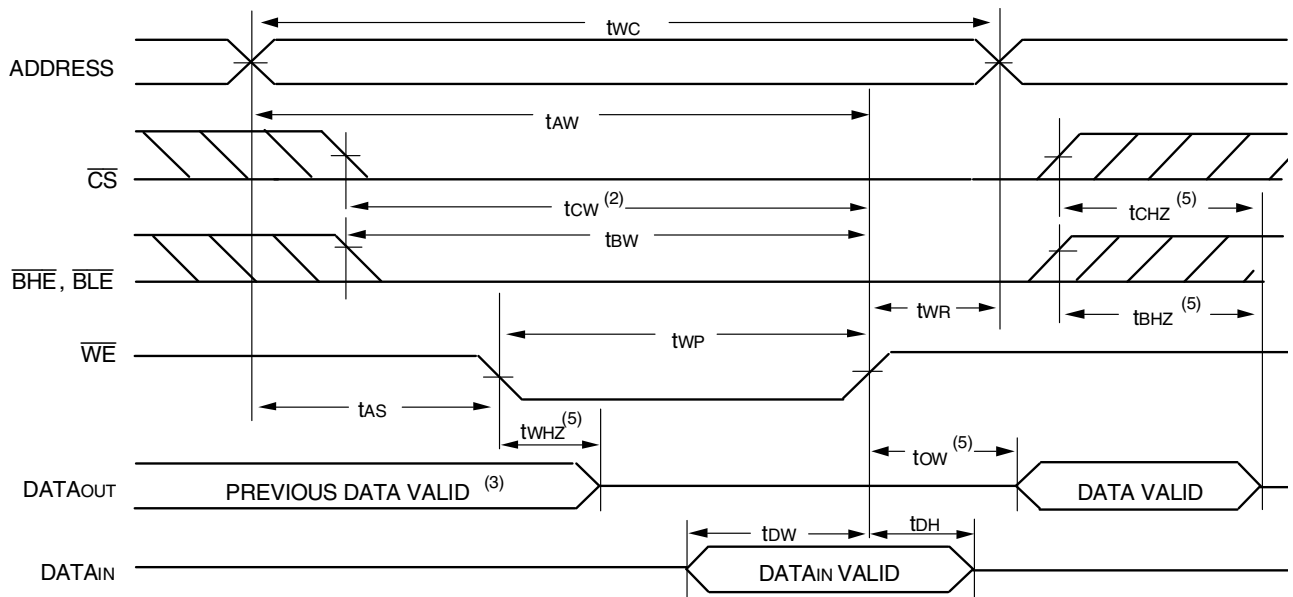 tWC
ADDRESS
tAW
CS
tCW (2)
tCHZ (5)
tBW
BHE, BLE
tWR
tBHZ (5)
tWP
WE
tAS
tWHZ (5)
tOW (5)
DATAOUT
PREVIOUS DATA VALID (3)
DATA VALID
tDW
tDH
DATAIN
DATAIN VALID